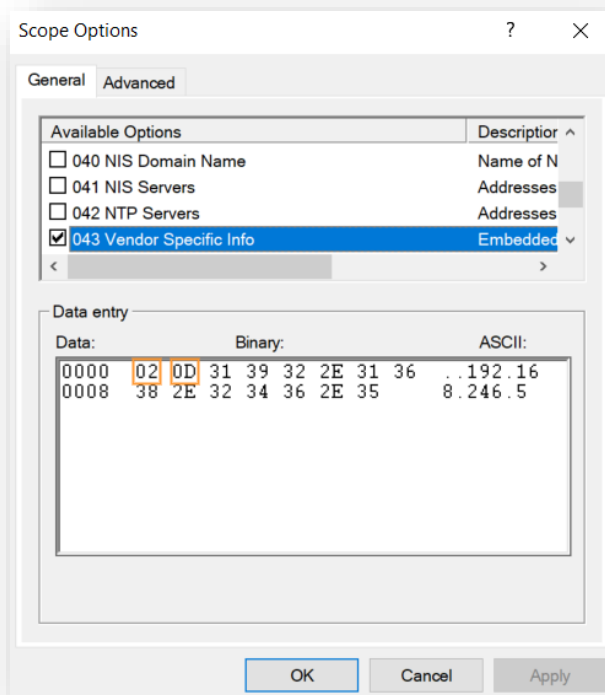 Scope Options ? ×
General Advanced
Available Options Description
040 NIS Domain Name Name of N
041 NIS Servers Addresses
042 NTP Servers Addresses
043 Vendor Specific Info Embedded
Data entry
Data: Binary: ASCII:
0000 02 0D 31 39 32 2E 31 36 ..192.16
0008 38 2E 32 34 36 2E 35 8.246.5
OK Cancel Apply